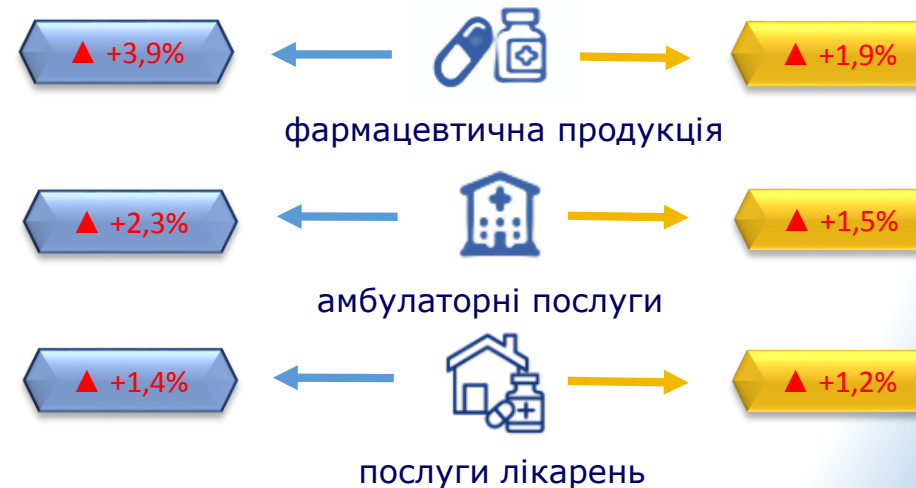 ▲ +3,9%
▲ +1,9%
фармацевтична продукція
▲ +2,3%
▲ +1,5%
амбулаторні послуги
▲ +1,4%
▲ +1,2%
послуги лікарень